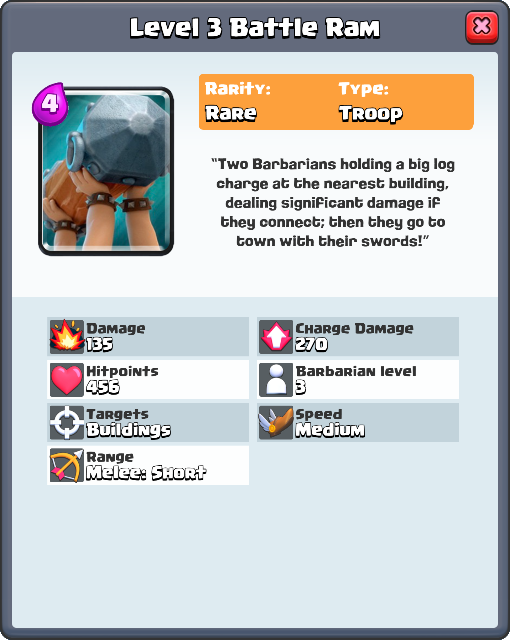 Level 3 Battle Ram
4
Rarity: Type:
Rare Troop
“Two Barbarians holding a big log
charge at the nearest building,
dealing significant damage if
they connect; then they go to
town with their swords!”
Damage Charge Damage
135 270
Hitpoints Barbarian level
456 3
Targets Speed
Buildings Medium
Range
Melee: Short